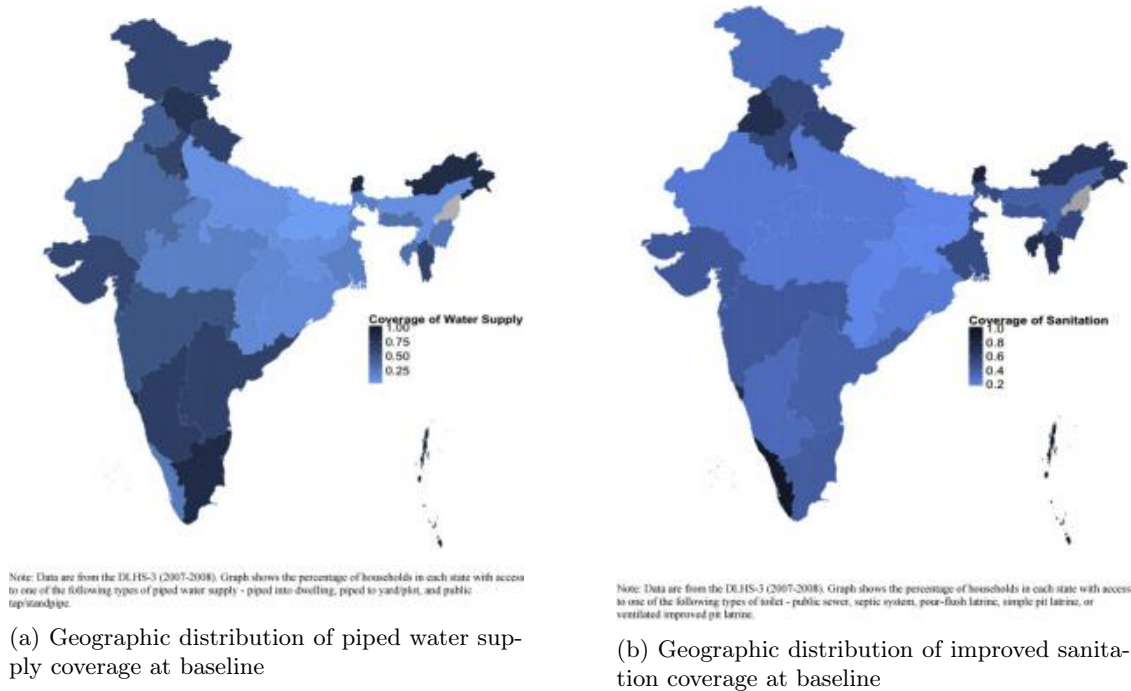 Coverage of Water Supply
1.00
0.75
0.50
0.25
Note: Data are from the DLHS-3 (2007-2008). Graph shows the percentage of households in each state with access
to one of the following types of piped water supply - piped into dwelling, piped to yard/plot, and public
tap/standpipe.
(a) Geographic distribution of piped water sup-
ply coverage at baseline
Coverage of Sanitation
1.0
0.8
0.6
0.4
0.2
Note: Data are from the DLHS-3 (2007-2008). Graph shows the percentage of households in each state with access
to one of the following types of toilet - public sewer, septic system, pour-flush latrine, simple pit latrine, or
ventilated improved pit latrine.
(b) Geographic distribution of improved sanita-
tion coverage at baseline